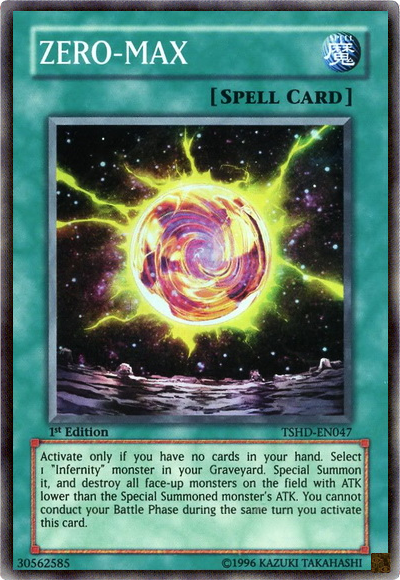 ZERO-MAX
魔
[SPELL CARD]
1st Edition
TSHD-EN047
Activate only if you have no cards in your hand. Select
1 "Infernity" monster in your Graveyard. Special Summon
it, and destroy all face-up monsters on the field with ATK
lower than the Special Summoned monster's ATK. You cannot
conduct your Battle Phase during the same turn you activate
this card.
30562585
©1996 KAZUKI TAKAHASHI